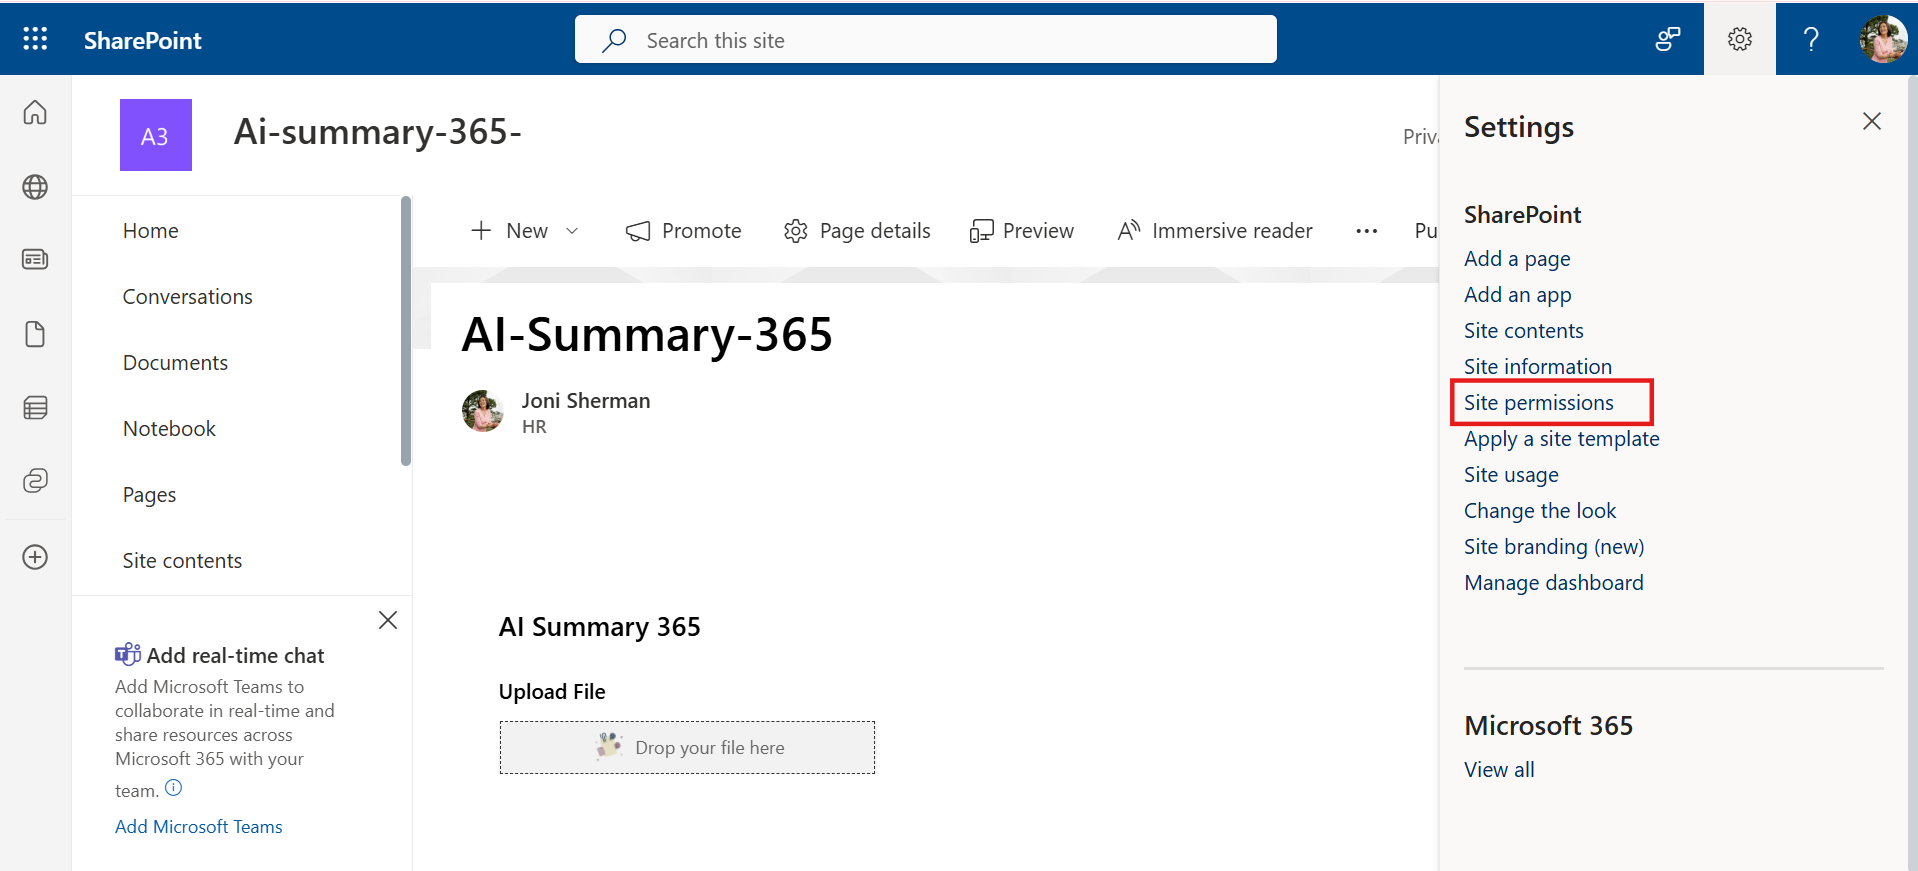 SharePoint
Search this site
?
A3
Ai-summary-365-
Home
Conversations
Documents
Notebook
Pages
Site contents
Add real-time chat
Add Microsoft Teams to
collaborate in real-time and
share resources across
Microsoft 365 with your
team.
Add Microsoft Teams
New
Promote
Page details
Preview
Immersive reader
AI-Summary-365
Joni Sherman
HR
AI Summary 365
Upload File
Drop your file here
Settings
SharePoint
Add a page
Add an app
Site contents
Site information
Site permissions
Apply a site template
Site usage
Change the look
Site branding (new)
Manage dashboard
Microsoft 365
View all